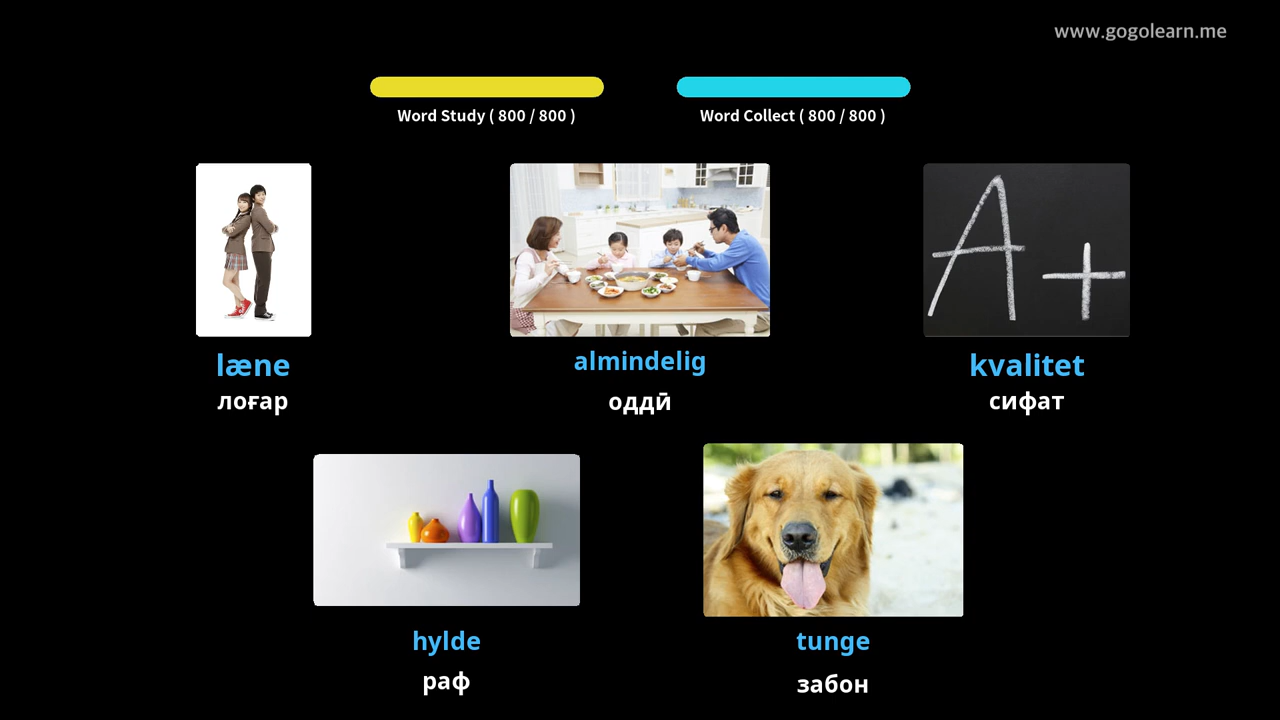 www.gogolearn.me
Word Study ( 800 / 800 )
Word Collect ( 800 / 800 )
A+
læne
лоғар
almindelig
оддӣ
kvalitet
сифат
hylde
раф
tunge
забон